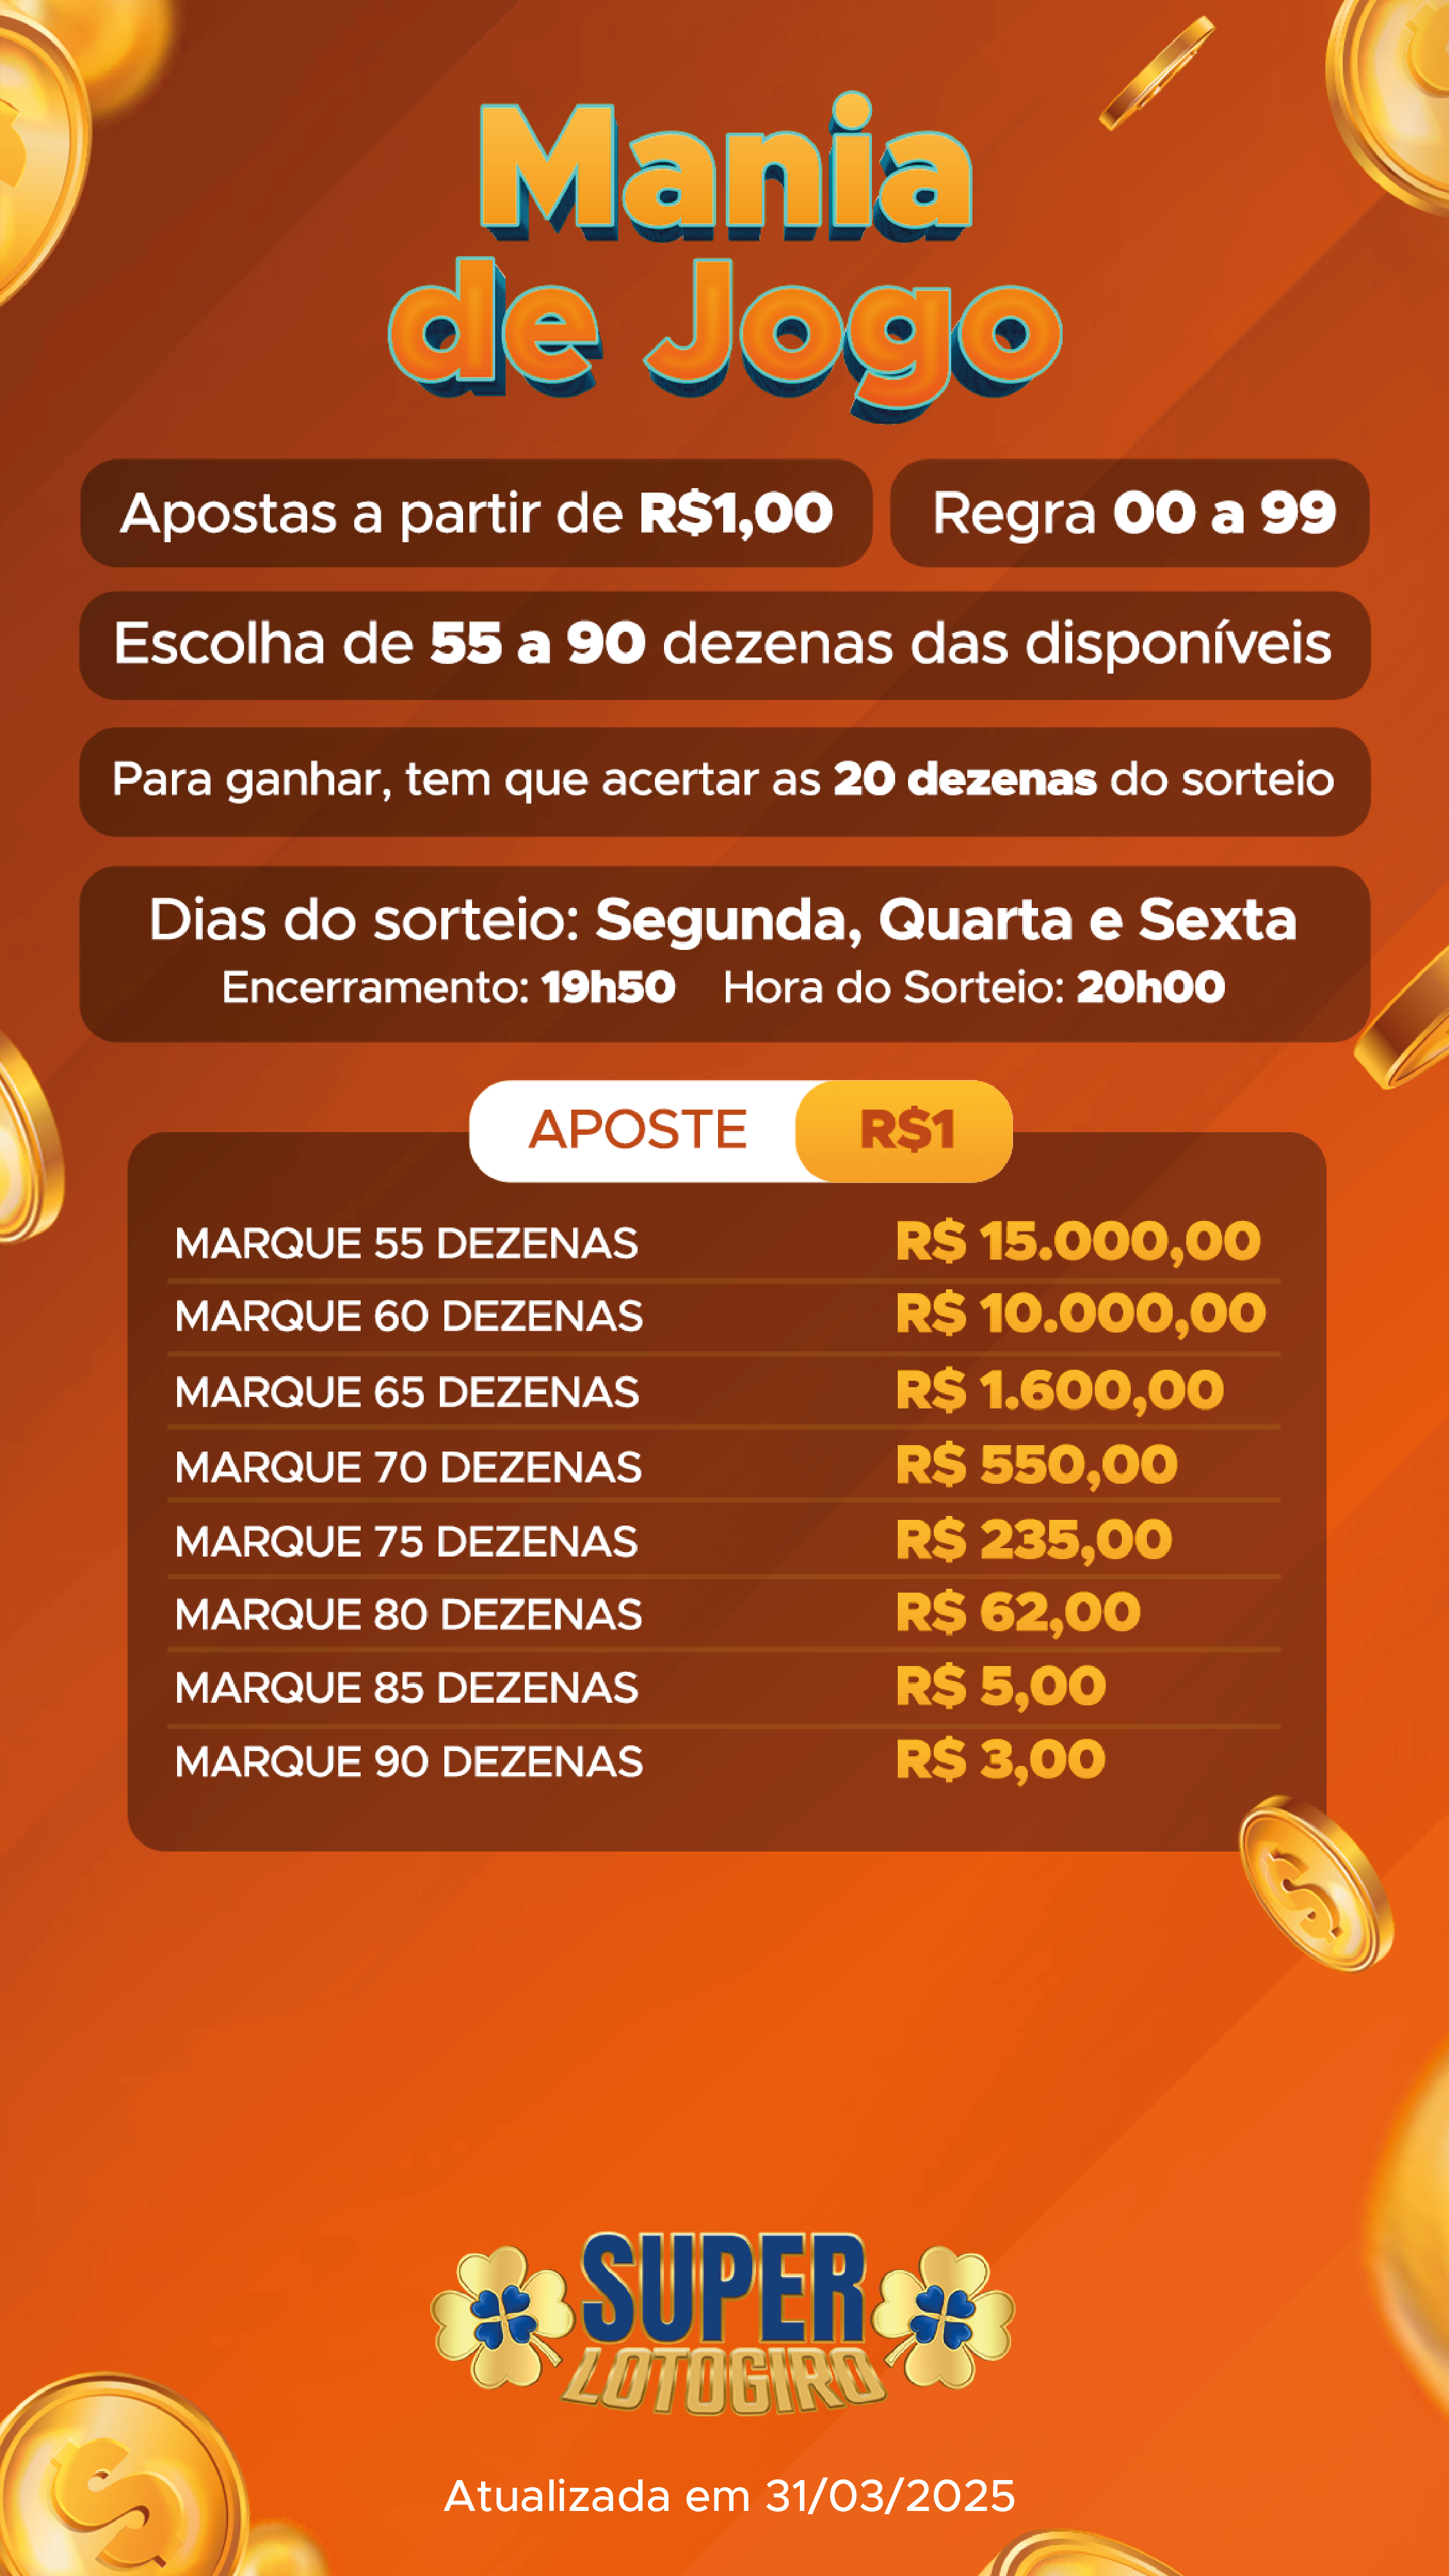 Mania
de Jogo
Apostas a partir de R$1,00
Regra 00 a 99
Escolha de 55 a 90 dezenas das disponíveis
Para ganhar, tem que acertar as 20 dezenas do sorteio
Dias do sorteio: Segunda, Quarta e Sexta
Encerramento: 19h50 Hora do Sorteio: 20h00
APOSTE R$1
MARQUE 55 DEZENAS R$ 15.000,00
MARQUE 60 DEZENAS R$ 10.000,00
MARQUE 65 DEZENAS R$ 1.600,00
MARQUE 70 DEZENAS R$ 550,00
MARQUE 75 DEZENAS R$ 235,00
MARQUE 80 DEZENAS R$ 62,00
MARQUE 85 DEZENAS R$ 5,00
MARQUE 90 DEZENAS R$ 3,00
SUPER
LOTOGIRO
Atualizada em 31/03/2025